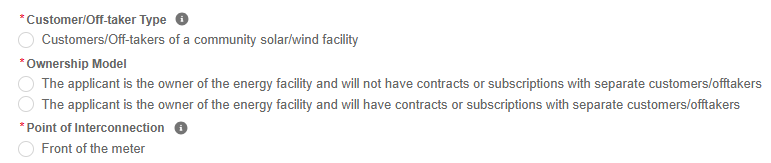 * Customer/Off-taker Type i
Customers/Off-takers of a community solar/wind facility
* Ownership Model
The applicant is the owner of the energy facility and will not have contracts or subscriptions with separate customers/offtakers
The applicant is the owner of the energy facility and will have contracts or subscriptions with separate customers/offtakers
* Point of Interconnection i
Front of the meter